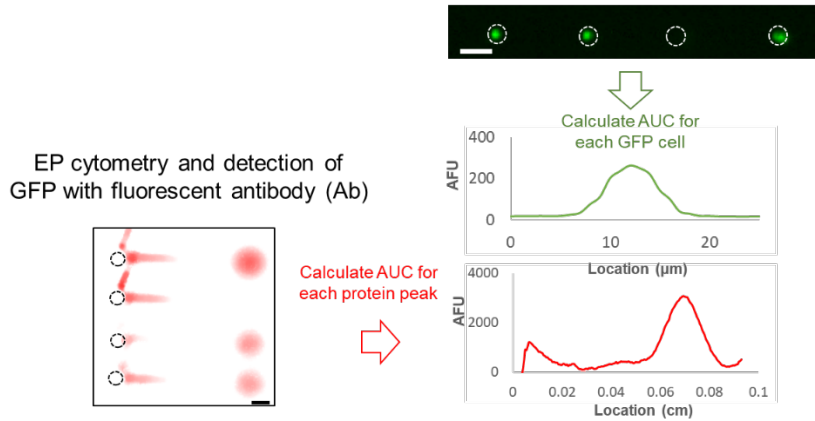 EP cytometry and detection of
GFP with fluorescent antibody (Ab)
Calculate AUC for
each protein peak
Calculate AUC for
each GFP cell
AFU
400
200
0
0
10
20
Location (µm)
AFU
4000
2000
0
0
0.02
0.04
0.06
0.08
0.1
Location (cm)